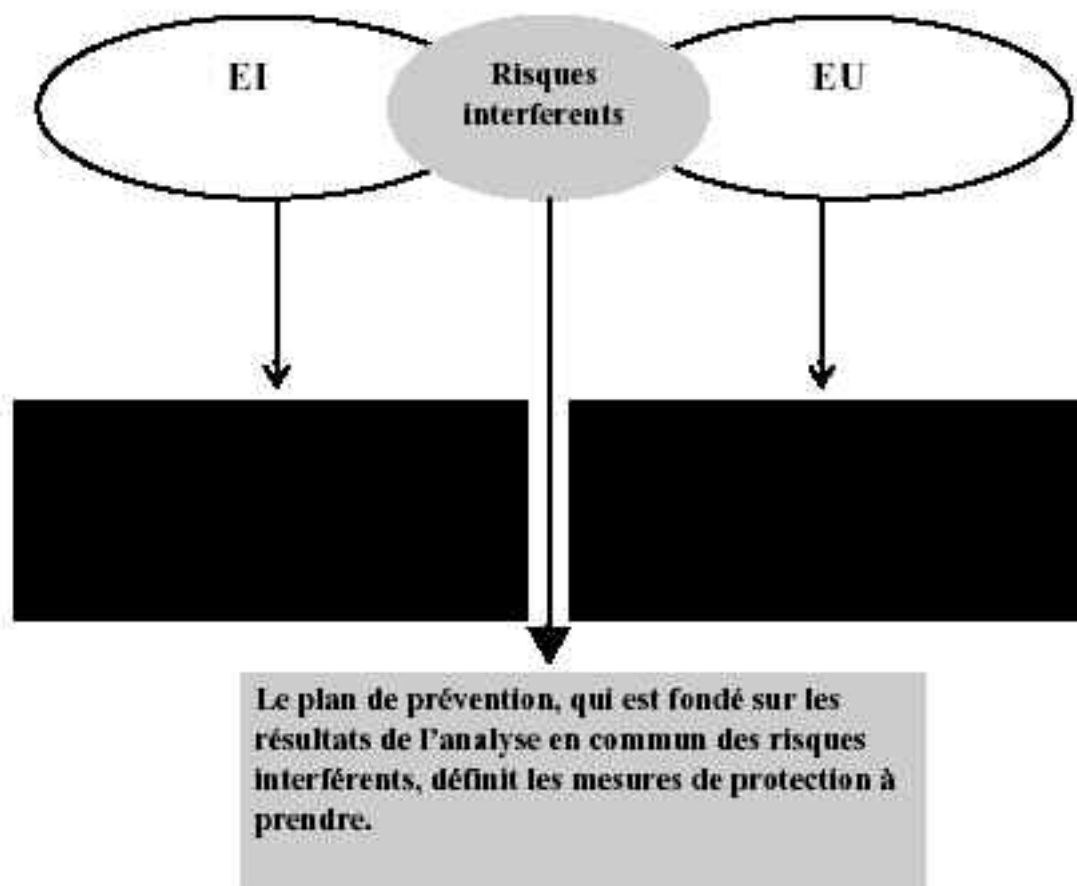 EI
Risques
interferents
EU
Le plan de prévention, qui est fondé sur les
résultats de l'analyse en commun des risques
interférents, définit les mesures de protection à
prendre.